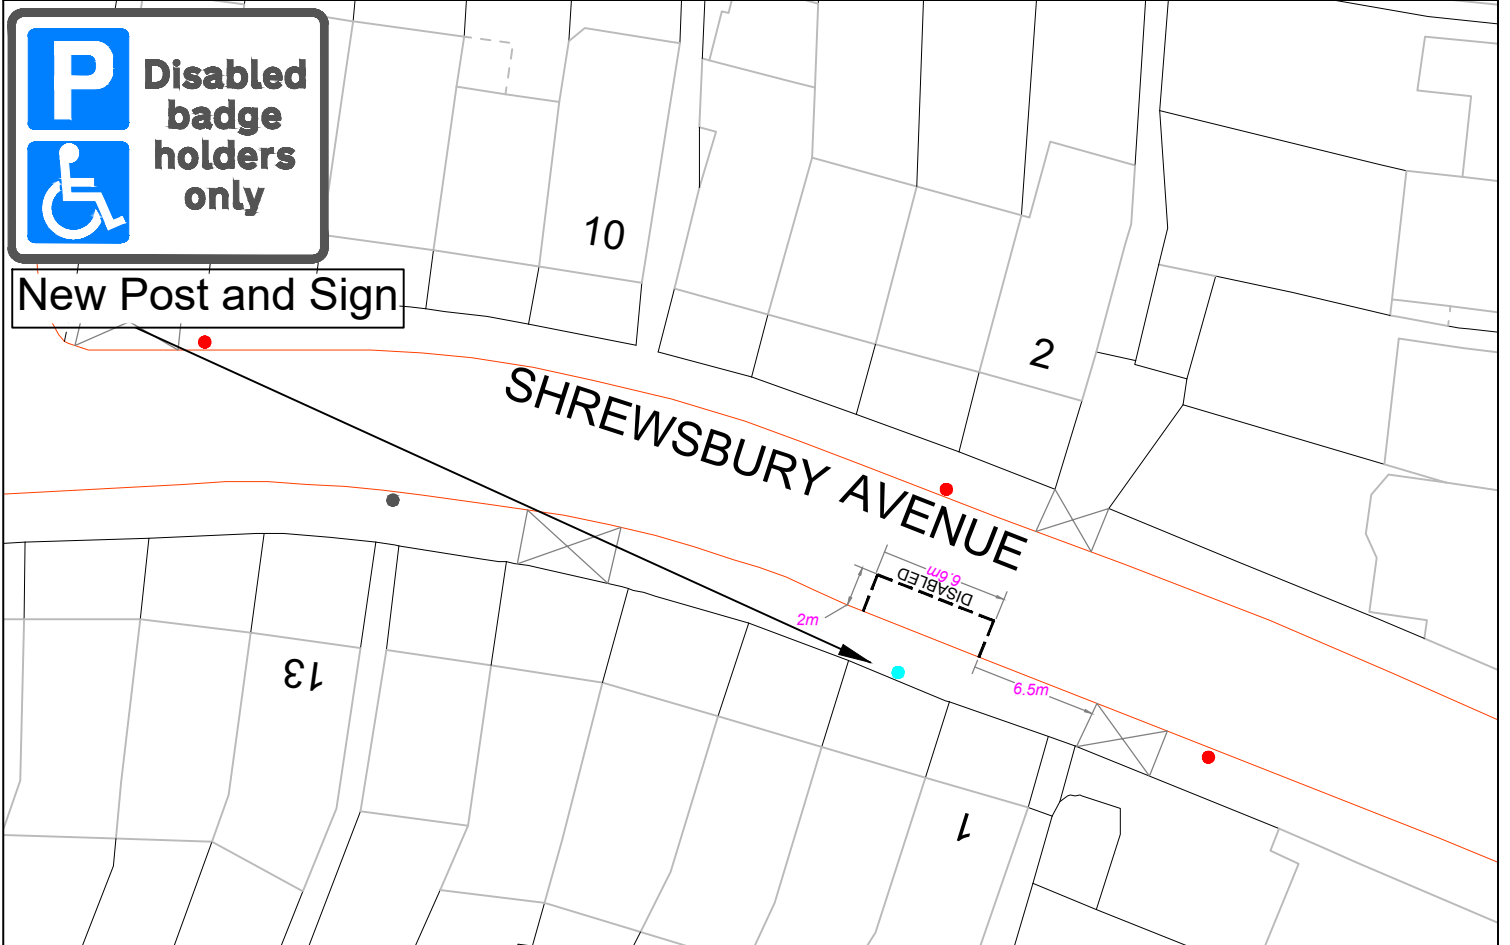 P
Disabled
badge
holders
only
New Post and Sign
10
2
SHREWSBURY AVENUE
6.6m
DISABLED
2m
6.5m
13
1